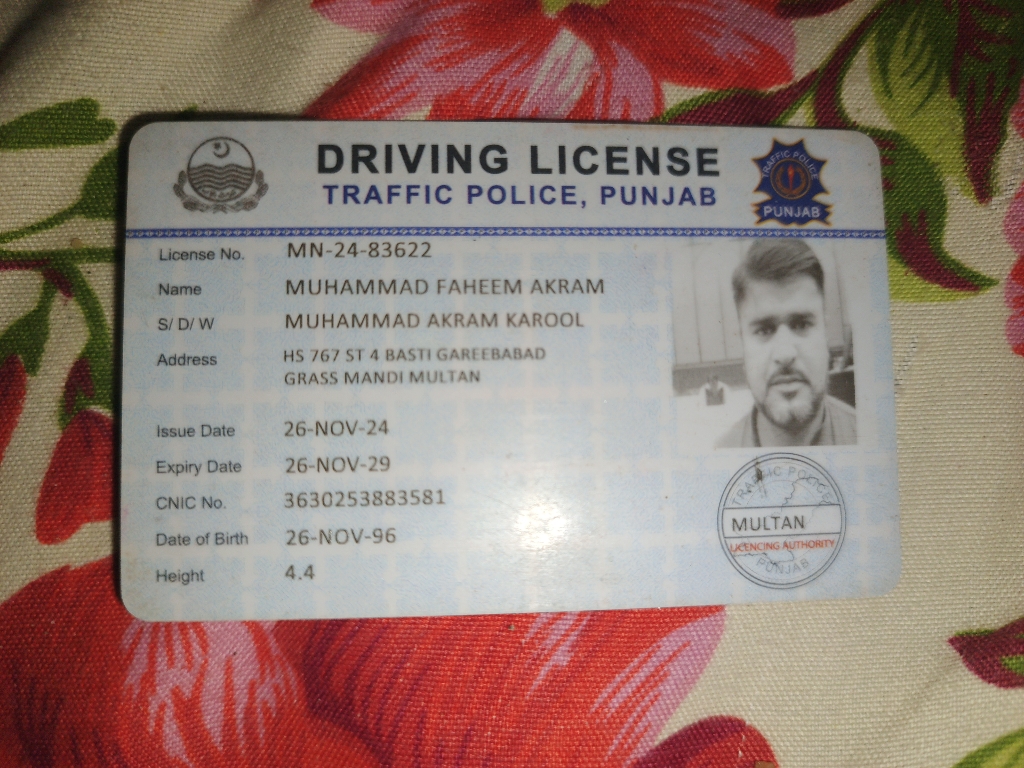 DRIVING LICENSE
TRAFFIC POLICE, PUNJAB
TRAFFIC POLICE
PUNJAB
License No. MN-24-83622
Name MUHAMMAD FAHEEM AKRAM
S/ D/ W MUHAMMAD AKRAM KAROOL
Address HS 767 ST 4 BASTI GAREEBABAD
GRASS MANDI MULTAN
Issue Date 26-NOV-24
Expiry Date 26-NOV-29
CNIC No. 3630253883581
Date of Birth 26-NOV-96
Height 4.4
TRAFFIC POLICE
MULTAN
LICENCING AUTHORITY
PUNJAB